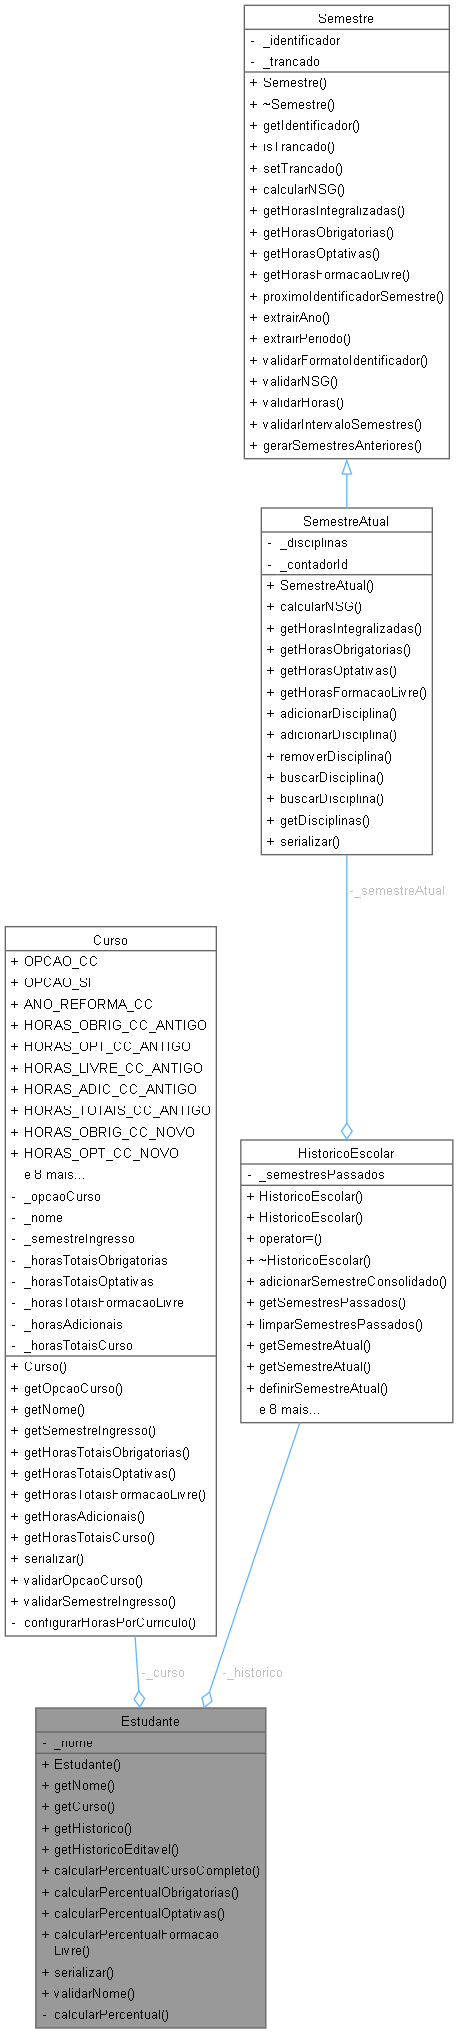 Semestre
- _identificador
- _trancado
+ Semestre()
+ ~Semestre()
+ getIdentificador()
+ isTrancado()
+ setTrancado()
+ calcularNSG()
+ getHorasIntegralizadas()
+ getHorasObrigatorias()
+ getHorasOptativas()
+ getHorasFormacaoLivre()
+ proximoIdentificadorSemestre()
+ extrairAno()
+ extrairPeriodo()
+ validarFormatoIdentificador()
+ validarNSG()
+ validarHoras()
+ validarIntervaloSemestres()
+ gerarSemestresAnteriores()
SemestreAtual
- _disciplinas
- _contadorId
+ SemestreAtual()
+ calcularNSG()
+ getHorasIntegralizadas()
+ getHorasObrigatorias()
+ getHorasOptativas()
+ getHorasFormacaoLivre()
+ adicionarDisciplina()
+ adicionarDisciplina()
+ removerDisciplina()
+ buscarDisciplina()
+ buscarDisciplina()
+ getDisciplinas()
+ serializar()
-_semestreAtual
Curso
+ OPCAO_CC
+ OPCAO_SI
+ ANO_REFORMA_CC
+ HORAS_OBRIG_CC_ANTIGO
+ HORAS_OPT_CC_ANTIGO
+ HORAS_LIVRE_CC_ANTIGO
+ HORAS_ADIC_CC_ANTIGO
+ HORAS_TOTAIS_CC_ANTIGO
+ HORAS_OBRIG_CC_NOVO
+ HORAS_OPT_CC_NOVO
e 8 mais...
- _opcaoCurso
- _nome
- _semestreIngresso
- _horasTotaisObrigatorias
- _horasTotaisOptativas
- _horasTotaisFormacaoLivre
- _horasAdicionais
- _horasTotaisCurso
+ Curso()
+ getOpcaoCurso()
+ getNome()
+ getSemestreIngresso()
+ getHorasTotaisObrigatorias()
+ getHorasTotaisOptativas()
+ getHorasTotaisFormacaoLivre()
+ getHorasAdicionais()
+ getHorasTotaisCurso()
+ serializar()
+ validarOpcaoCurso()
+ validarSemestreIngresso()
- configurarHorasPorCurriculo()
HistoricoEscolar
- _semestresPassados
+ HistoricoEscolar()
+ HistoricoEscolar()
+ operator=()
+ ~HistoricoEscolar()
+ adicionarSemestreConsolidado()
+ getSemestresPassados()
+ limparSemestresPassados()
+ getSemestreAtual()
+ getSemestreAtual()
+ definirSemestreAtual()
e 8 mais...
-_curso
-_historico
Estudante
- _nome
+ Estudante()
+ getNome()
+ getCurso()
+ getHistorico()
+ getHistoricoEditavel()
+ calcularPercentualCursoCompleto()
+ calcularPercentualObrigatorias()
+ calcularPercentualOptativas()
+ calcularPercentualFormacao
Livre()
+ serializar()
+ validarNome()
- calcularPercentual()